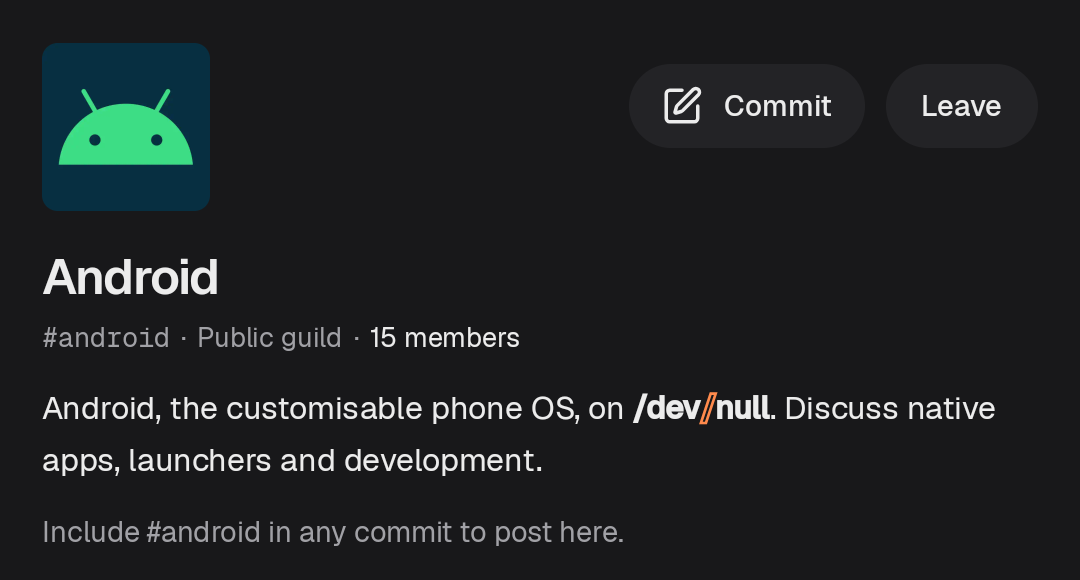 Commit
Leave
Android
#android · Public guild · 15 members
Android, the customisable phone OS, on /dev//null. Discuss native
apps, launchers and development.
Include #android in any commit to post here.